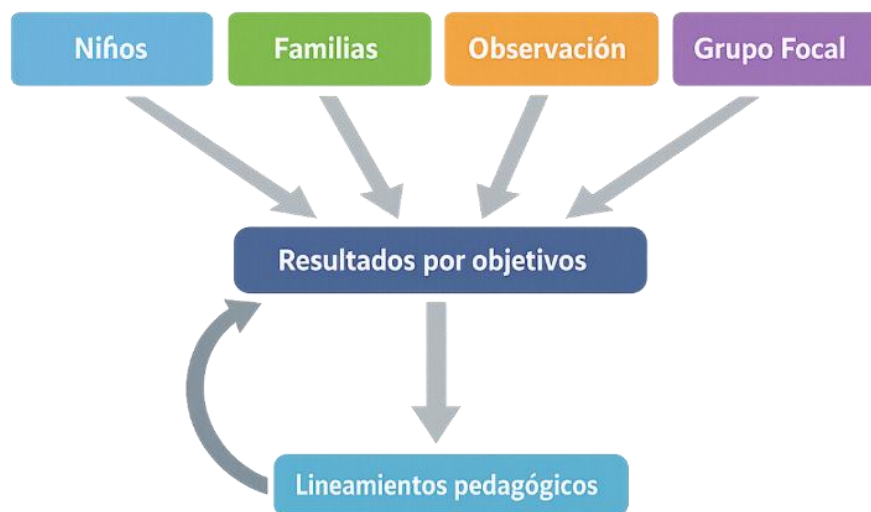 Niños
Familias
Observación
Grupo Focal
Resultados por objetivos
Lineamientos pedagógicos